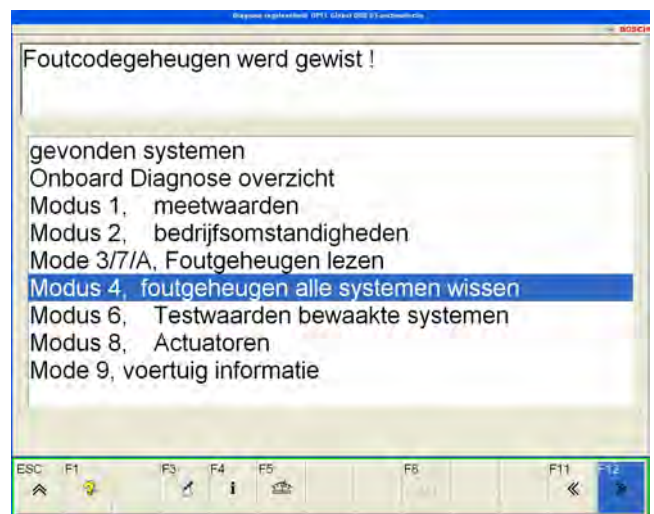 BOSCH
Foutcodegeheugen werd gewist !
gevonden systemen
Onboard Diagnose overzicht
Modus 1, meetwaarden
Modus 2, bedrijfsomstandigheden
Mode 3/7/A, Foutgeheugen lezen
Modus 4, foutgeheugen alle systemen wissen
Modus 6, Testwaarden bewaakte systemen
Modus 8, Actuatoren
Mode 9, voertuig informatie
ESC F1 F3 F4 F5 F8 F11 F12